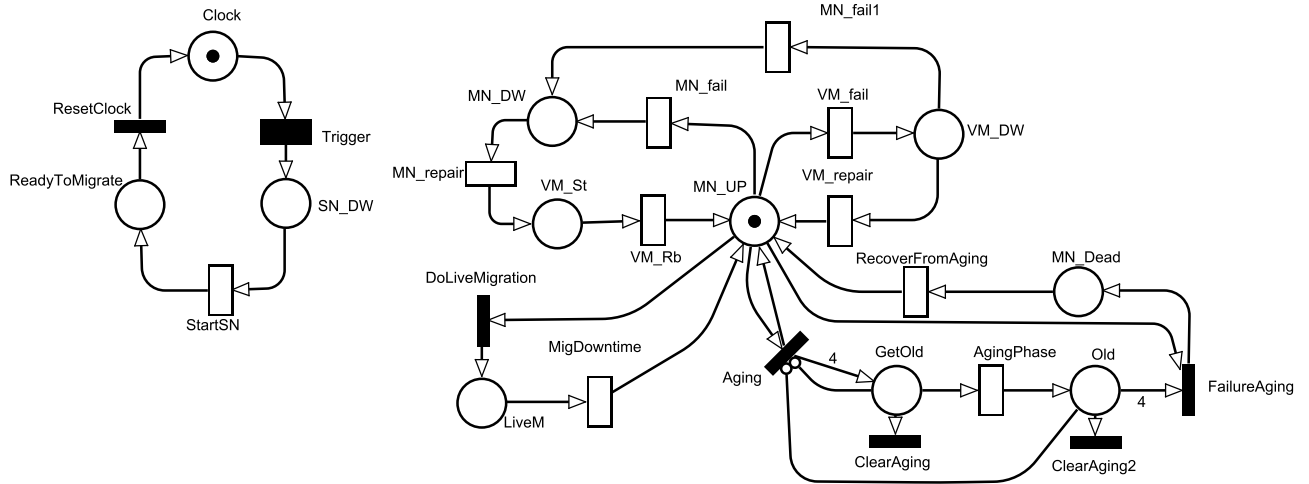 Clock
ResetClock
Trigger
ReadyToMigrate
SN_DW
StartSN
MN_fail1
MN_DW
MN_fail
VM_fail
VM_DW
MN_repair
VM_St
MN_UP
VM_repair
VM_Rb
DoLiveMigration
RecoverFromAging
MN_Dead
MigDowntime
LiveM
Aging
4
GetOld
AgingPhase
Old
4
FailureAging
ClearAging
ClearAging2